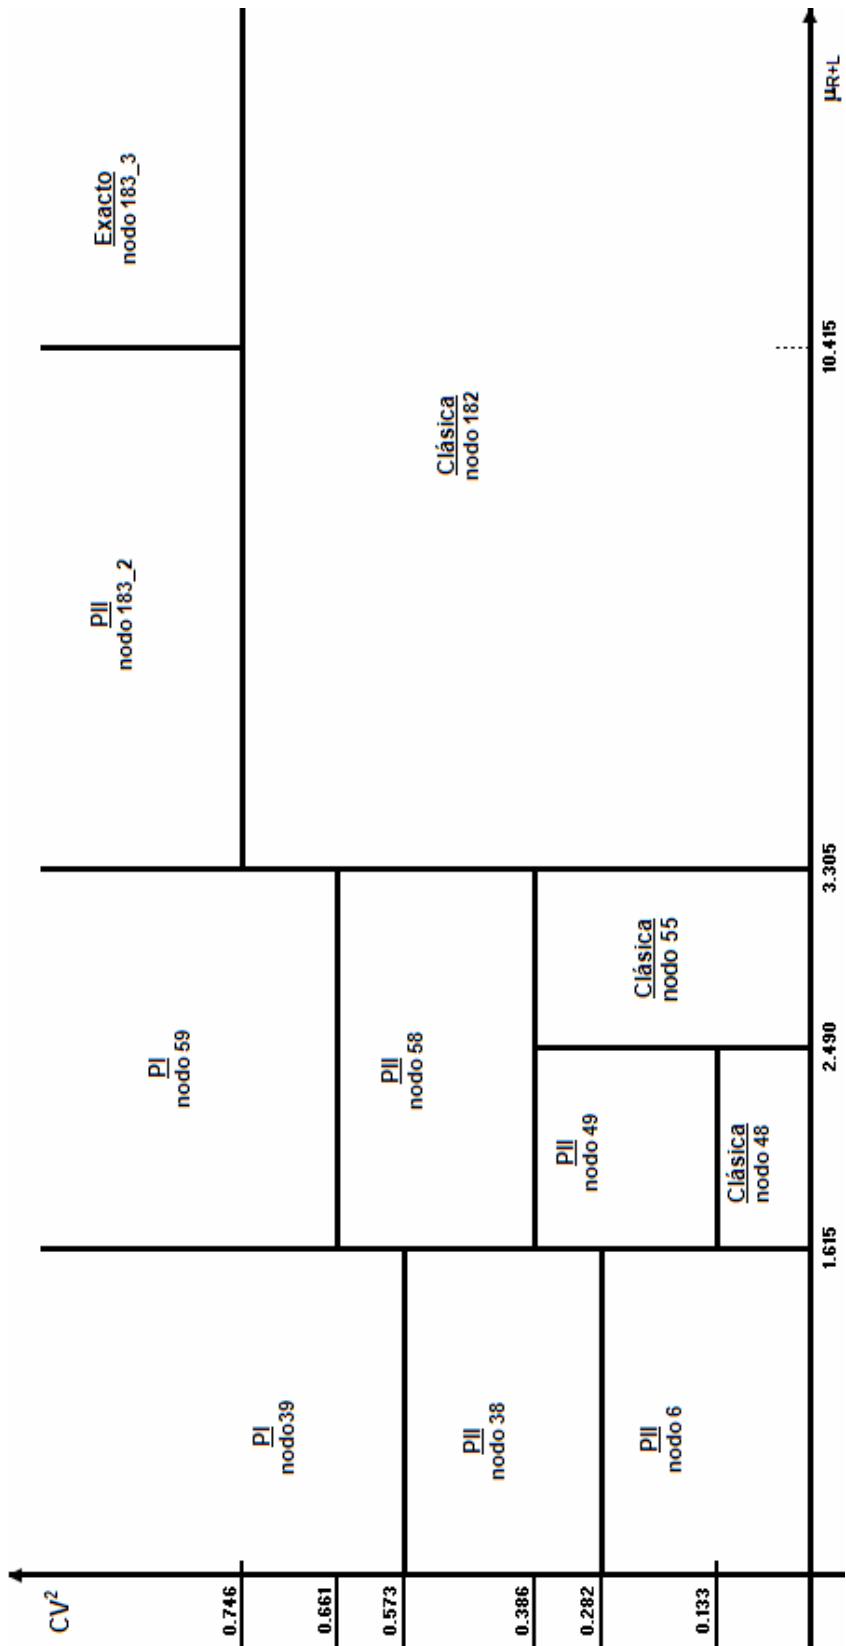 CV²
0.746
0.661
0.573
0.386
0.282
0.133
PI
nodo39
PII
nodo 38
PII
nodo 6
PI
nodo 59
PII
nodo 58
PII
nodo 49
Clásica
nodo 48
Clásica
nodo 55
PII
nodo 183_2
Exacto
nodo 183_3
Clásica
nodo 182
1.615
2.490
3.305
10.415
μR+L